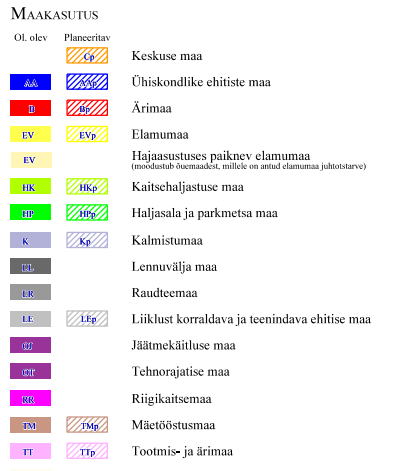 MAAKASUTUS
Ol. olev Planeeritav
Cp Keskuse maa
AA AAp Ühiskondlike ehitiste maa
B Bp Ärimaa
EV EVp Elamumaa
EV Hajaasustuses paiknev elamumaa
(moodustub õuemaadest, millele on antud elamumaa juhtotstarve)
HK HKp Kaitsehaljastuse maa
HP HPp Haljasala ja parkmetsa maa
K Kp Kalmistumaa
LL Lennuvälja maa
LR Raudteemaa
LE LEp Liiklust korraldava ja teenindava ehitise maa
OJ Jäätmekäitluse maa
OT Tehnorajatise maa
RR Riigikaitsemaa
TM TMp Mäetööstusmaa
TT TTp Tootmis- ja ärimaa